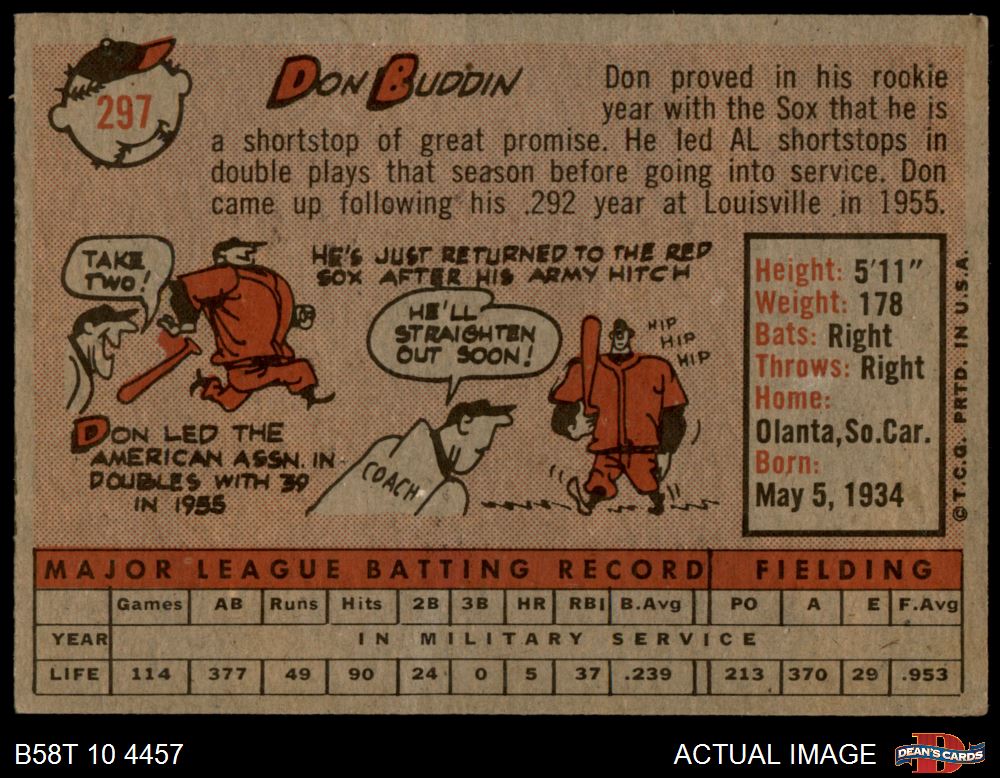 297
DON BUDDIN
Don proved in his rookie
year with the Sox that he is
a shortstop of great promise. He led AL shortstops in
double plays that season before going into service. Don
came up following his .292 year at Louisville in 1955.
TAKE
TWO!
DON LED THE
AMERICAN ASSN. IN
DOUBLES WITH 39
IN 1955
HE'S JUST RETURNED TO THE RED
SOX AFTER HIS ARMY HITCH
HE'LL
STRAIGHTEN
OUT SOON!
COACH
HIP
HIP
HIP
Height: 5'11"
Weight: 178
Bats: Right
Throws: Right
Home:
Olanta, So. Car.
Born:
May 5, 1934
© T.C.G. PRTD. IN U.S.A.
MAJOR LEAGUE BATTING RECORD FIELDING
Games AB Runs Hits 2B 3B HR RBI B.Avg PO A E F.Avg
YEAR IN MILITARY SERVICE
LIFE 114 377 49 90 24 0 5 37 .239 213 370 29 .953
B58T 10 4457 ACTUAL IMAGE DEAN'S CARDS